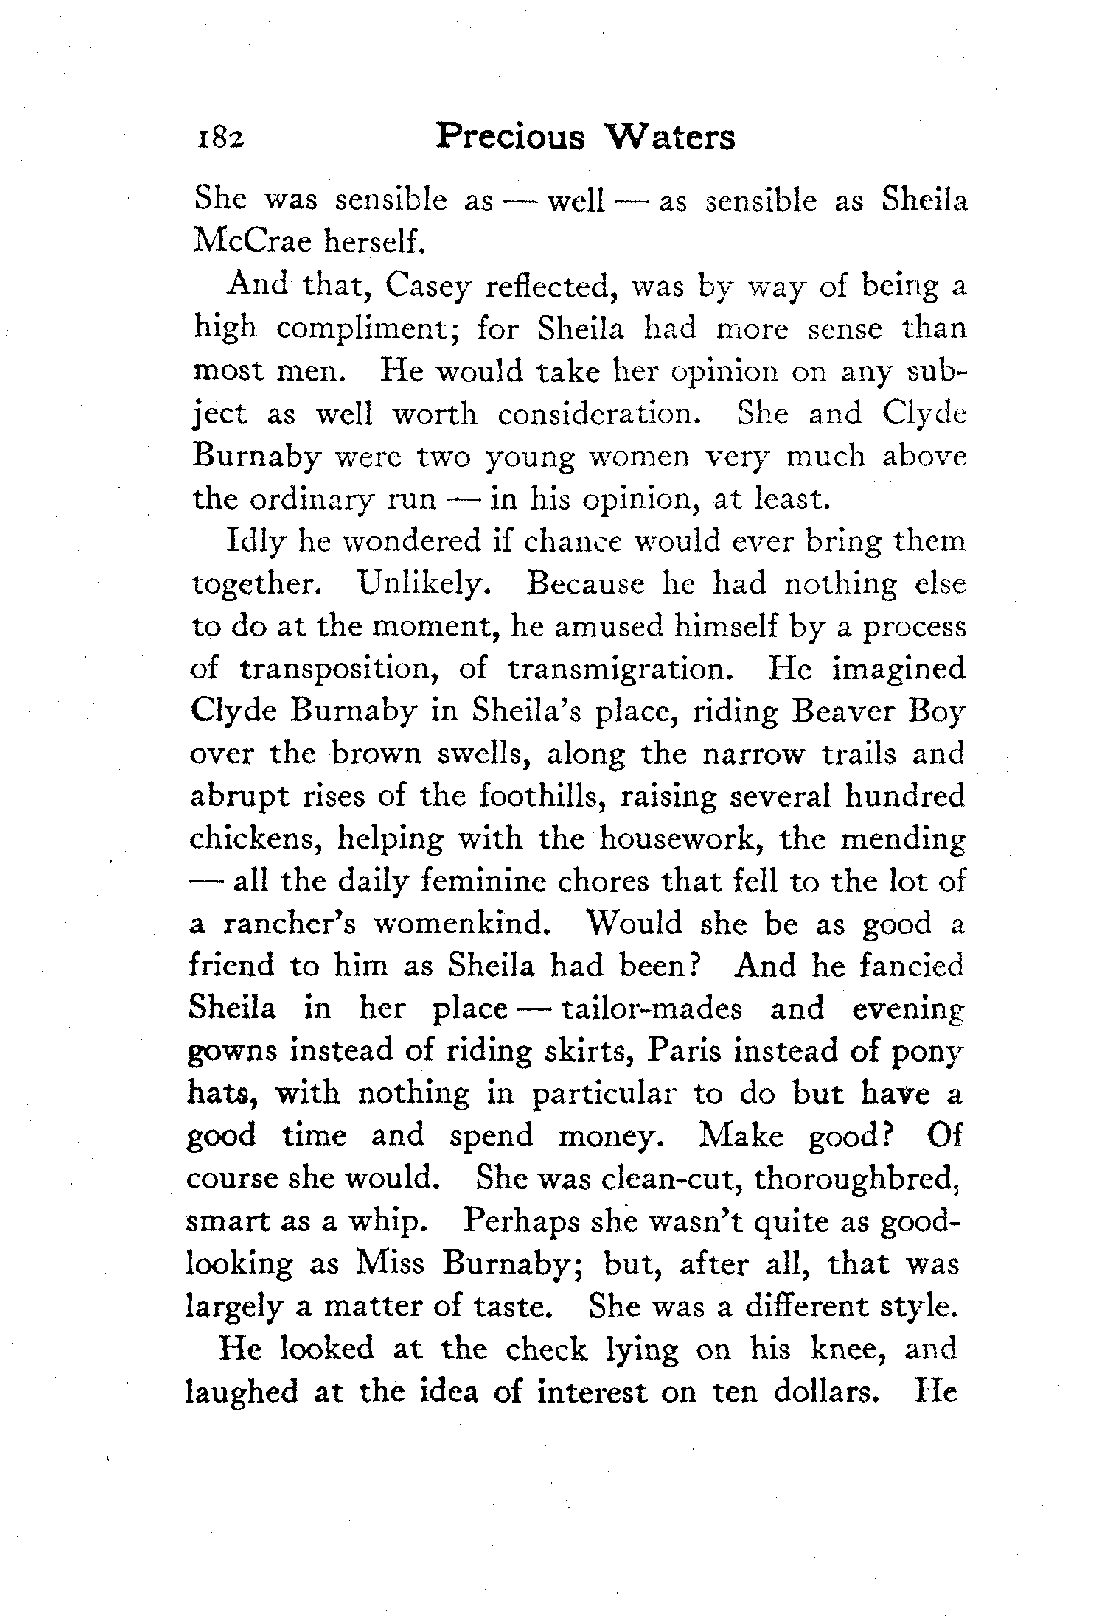 182 Precious Waters
She was sensible as — well — as sensible as Sheila
McCrae herself.
And that, Casey reflected, was by way of being a
high compliment; for Sheila had more sense than
most men. He would take her opinion on any sub-
ject as well worth consideration. She and Clyde
Burnaby were two young women very much above
the ordinary run — in his opinion, at least.
Idly he wondered if chance would ever bring them
together. Unlikely. Because he had nothing else
to do at the moment, he amused himself by a process
of transposition, of transmigration. He imagined
Clyde Burnaby in Sheila's place, riding Beaver Boy
over the brown swells, along the narrow trails and
abrupt rises of the foothills, raising several hundred
chickens, helping with the housework, the mending
— all the daily feminine chores that fell to the lot of
a rancher's womenkind. Would she be as good a
friend to him as Sheila had been? And he fancied
Sheila in her place — tailor-mades and evening
gowns instead of riding skirts, Paris instead of pony
hats, with nothing in particular to do but have a
good time and spend money. Make good? Of
course she would. She was clean-cut, thoroughbred,
smart as a whip. Perhaps she wasn't quite as good-
looking as Miss Burnaby; but, after all, that was
largely a matter of taste. She was a different style.
He looked at the check lying on his knee, and
laughed at the idea of interest on ten dollars. He